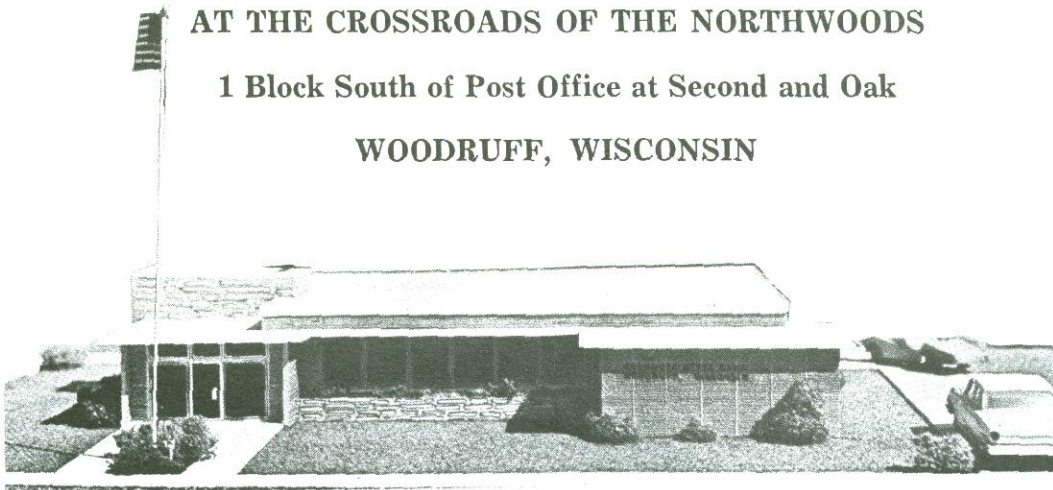 AT THE CROSSROADS OF THE NORTHWOODS
1 Block South of Post Office at Second and Oak
WOODRUFF, WISCONSIN